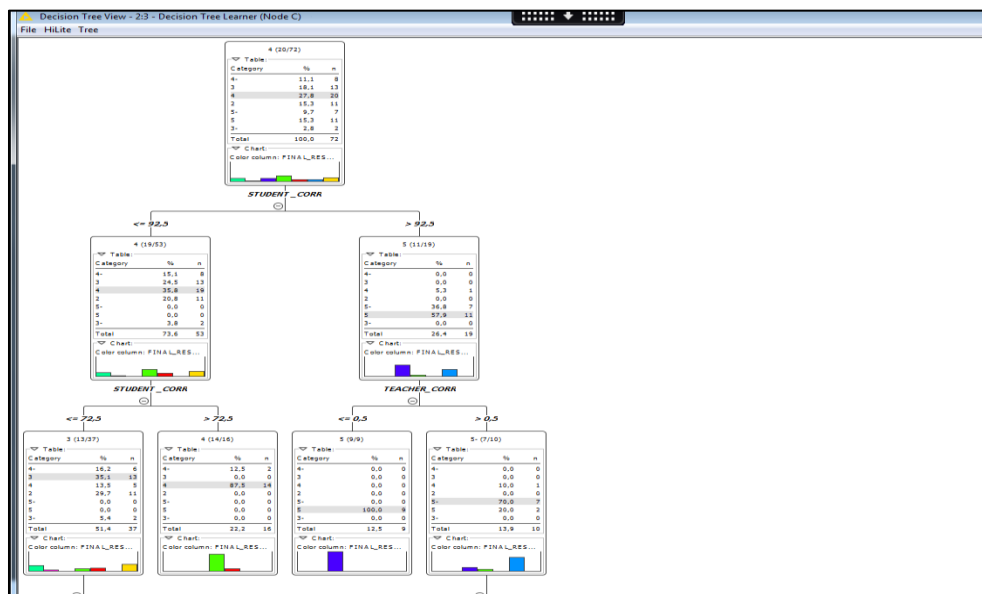 Decision Tree View - 2:3 - Decision Tree Learner (Node C)
File HiLite Tree
4 (20/72)
Table:
Category % n
4- 11,1 8
3 18,1 13
4 27,8 20
2 15,3 11
5- 9,7 7
5 15,3 11
3- 2,8 2
Total 100,0 72
Chart:
Color column: FINAL_RES...
STUDENT_CORR
<= 92,5
> 92,5
4 (19/53)
Table:
Category % n
4- 15,1 8
3 24,5 13
4 35,8 19
2 20,8 11
5- 0,0 0
5 0,0 0
3- 3,8 2
Total 73,6 53
Chart:
Color column: FINAL_RES...
STUDENT_CORR
5 (11/19)
Table:
Category % n
4- 0,0 0
3 0,0 0
4 5,3 1
2 0,0 0
5- 36,8 7
5 57,9 11
3- 0,0 0
Total 26,4 19
Chart:
Color column: FINAL_RES...
TEACHER_CORR
<= 72,5
> 72,5
<= 0,5
> 0,5
3 (13/37)
Table:
Category % n
4- 16,2 6
3 35,1 13
4 13,5 5
2 29,7 11
5- 0,0 0
5 0,0 0
3- 5,4 2
Total 51,4 37
Chart:
Color column: FINAL_RES...
4 (14/16)
Table:
Category % n
4- 12,5 2
3 0,0 0
4 87,5 14
2 0,0 0
5- 0,0 0
5 0,0 0
3- 0,0 0
Total 22,2 16
Chart:
Color column: FINAL_RES...
5 (9/9)
Table:
Category % n
4- 0,0 0
3 0,0 0
4 0,0 0
2 0,0 0
5- 0,0 0
5 100,0 9
3- 0,0 0
Total 12,5 9
Chart:
Color column: FINAL_RES...
5- (7/10)
Table:
Category % n
4- 0,0 0
3 0,0 0
4 10,0 1
2 0,0 0
5- 70,0 7
5 20,0 2
3- 0,0 0
Total 13,9 10
Chart:
Color column: FINAL_RES...